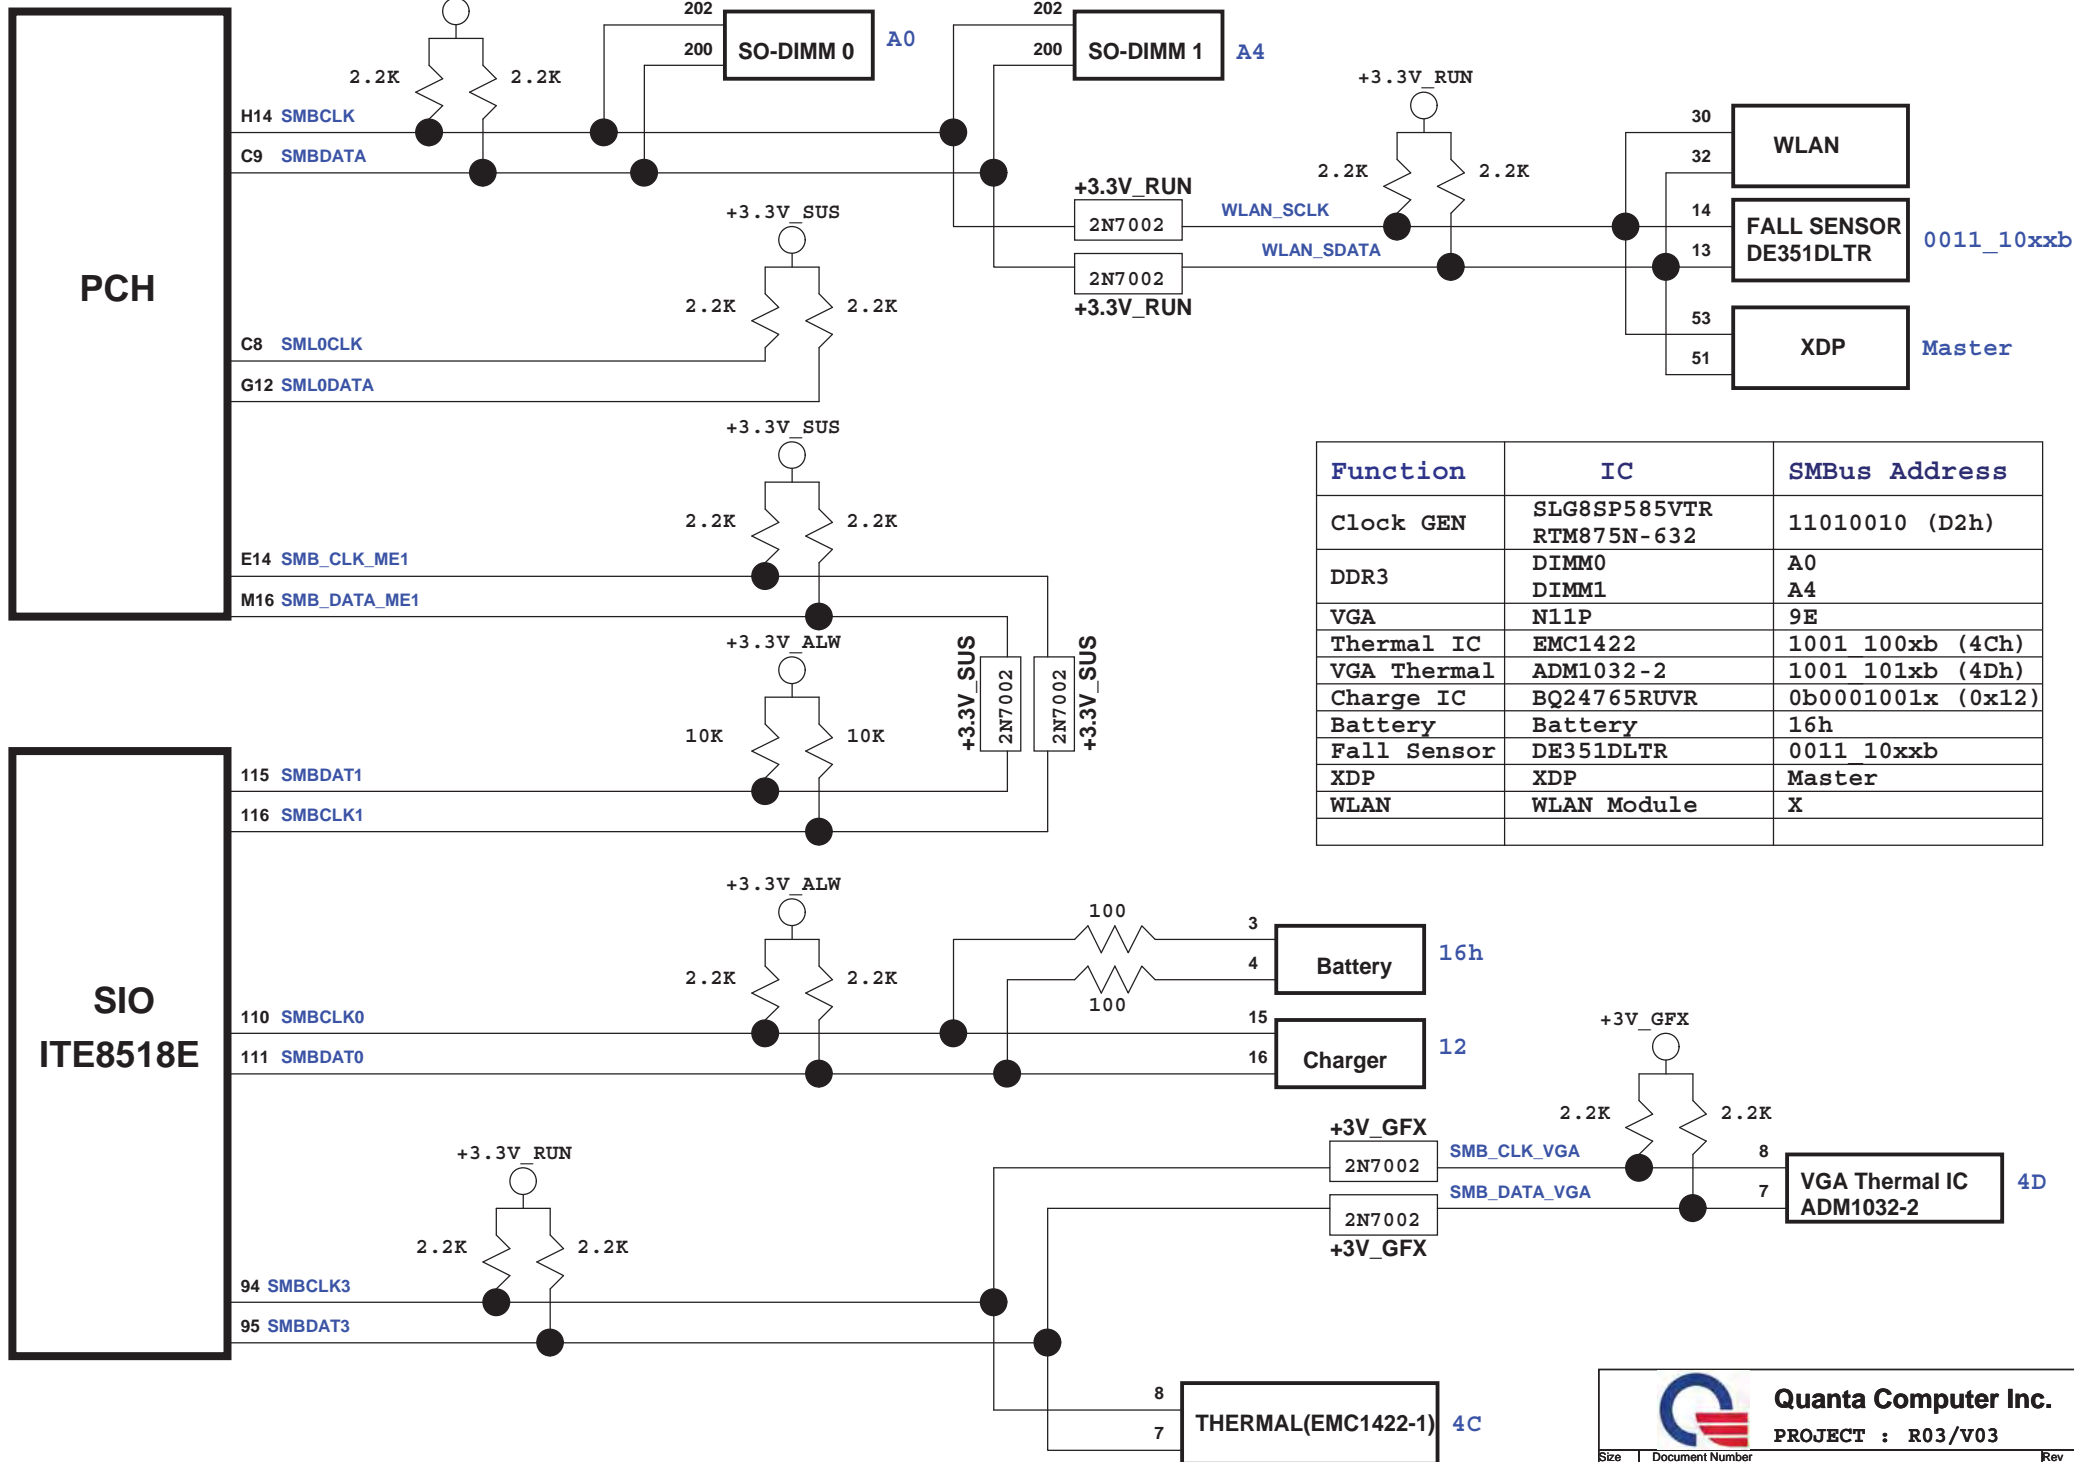 202
SO-DIMM 0
A0
200
202
SO-DIMM 1
A4
200
2.2K
2.2K
H14 SMBCLK
C9 SMBDATA
+3.3V_RUN
2.2K
2.2K
30
WLAN
32
+3.3V_RUN
2N7002
WLAN_SCLK
14
FALL SENSOR
DE351DLTR
0011_10xxb
WLAN_SDATA
13
2N7002
+3.3V_RUN
53
XDP
Master
51
PCH
+3.3V_SUS
2.2K
2.2K
C8 SML0CLK
G12 SML0DATA
+3.3V_SUS
2.2K
2.2K
E14 SMB_CLK_ME1
M16 SMB_DATA_ME1
+3.3V_ALW
10K
10K
+3.3V_SUS
2N7002
2N7002
+3.3V_SUS
115 SMBDAT1
116 SMBCLK1
Function IC SMBus Address
Clock GEN SLG8SP585VTR 11010010 (D2h)
RTM875N-632
DDR3 DIMM0 A0
DIMM1 A4
VGA N11P 9E
Thermal IC EMC1422 1001_100xb (4Ch)
VGA Thermal ADM1032-2 1001_101xb (4Dh)
Charge IC BQ24765RUVR 0b0001001x (0x12)
Battery Battery 16h
Fall Sensor DE351DLTR 0011_10xxb
XDP XDP Master
WLAN WLAN Module X
SIO
ITE8518E
+3.3V_ALW
2.2K
2.2K
100
3
Battery
16h
4
100
110 SMBCLK0
111 SMBDAT0
15
Charger
12
16
+3V_GFX
2.2K
2.2K
+3V_GFX
2N7002
SMB_CLK_VGA
8
VGA Thermal IC
ADM1032-2
4D
SMB_DATA_VGA
7
2N7002
+3V_GFX
+3.3V_RUN
2.2K
2.2K
94 SMBCLK3
95 SMBDAT3
8
THERMAL(EMC1422-1)
4C
7
Quanta Computer Inc.
PROJECT : R03/V03
Size Document Number Rev